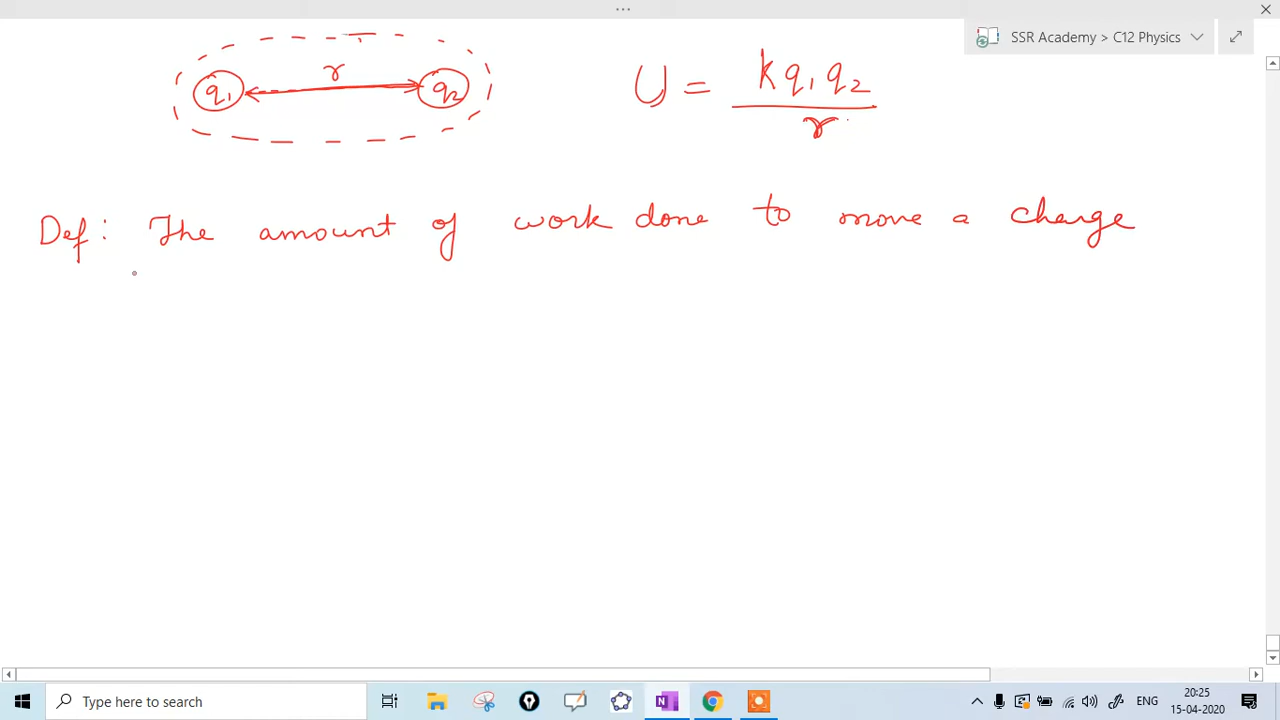 SSR Academy > C12 Physics
r
q1 q2
U = kq1q2
r
Def: The amount of work done to move a charge
Type here to search
ENG
20:25
15-04-2020